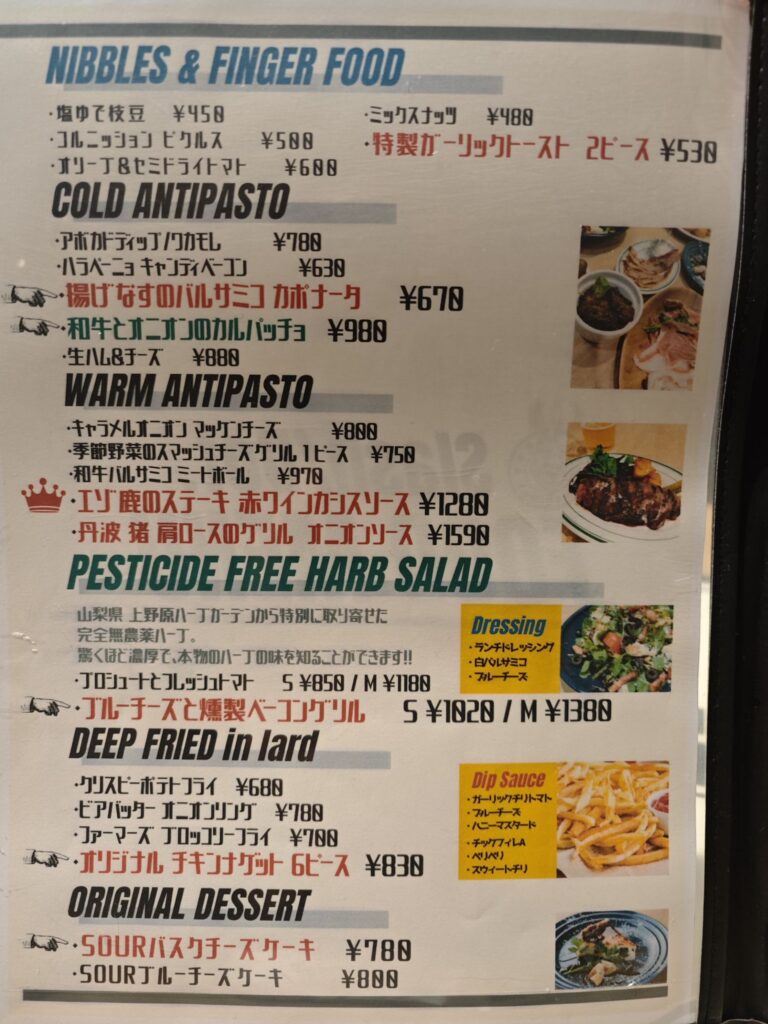 NIBBLES & FINGER FOOD
・塩ゆで枝豆 ¥450
・ミックスナッツ ¥480
・コルニッション ピクルス ¥500
・特製ガーリックトースト 2ピース ¥530
・オリーブ&セミドライトマト ¥600
COLD ANTIPASTO
・アボカドディップ/ワカモレ ¥780
・ハラペーニョ キャンディベーコン ¥630
・揚げなすのバルサミコ カポナータ ¥670
・和牛とオニオンのカルパッチョ ¥980
・生ハム&チーズ ¥880
WARM ANTIPASTO
・キャラメルオニオン マッケンチーズ ¥800
・季節野菜のスマッシュチーズグリル 1ピース ¥750
・和牛バルサミコ ミートボール ¥970
・エゾ鹿のステーキ 赤ワインカシスソース ¥1280
・丹波 猪 肩ロースのグリル オニオンソース ¥1590
PESTICIDE FREE HARB SALAD
山梨県 上野原ハーブガーデンから特別に取り寄せた
完全無農薬ハーブ。
驚くほど濃厚で、本物のハーブの味を知ることができます!!
・プロシュートとフレッシュトマト S ¥850 / M ¥1180
・ブルーチーズと燻製ベーコングリル S ¥1020 / M ¥1380
Dressing
・ランチドレッシング
・白バルサミコ
・ブルーチーズ
DEEP FRIED in lard
・クリスピーポテトフライ ¥680
・ビアバッター オニオンリング ¥780
・ファーマーズ ブロッコリーフライ ¥700
・オリジナル チキンナゲット 6ピース ¥830
Dip Sauce
・ガーリックチリトマト
・ブルーチーズ
・ハニーマスタード
・チックフィレA
・ペリペリ
・スウィートチリ
ORIGINAL DESSERT
・SOURバスクチーズケーキ ¥780
・SOURブルーチーズケーキ ¥800